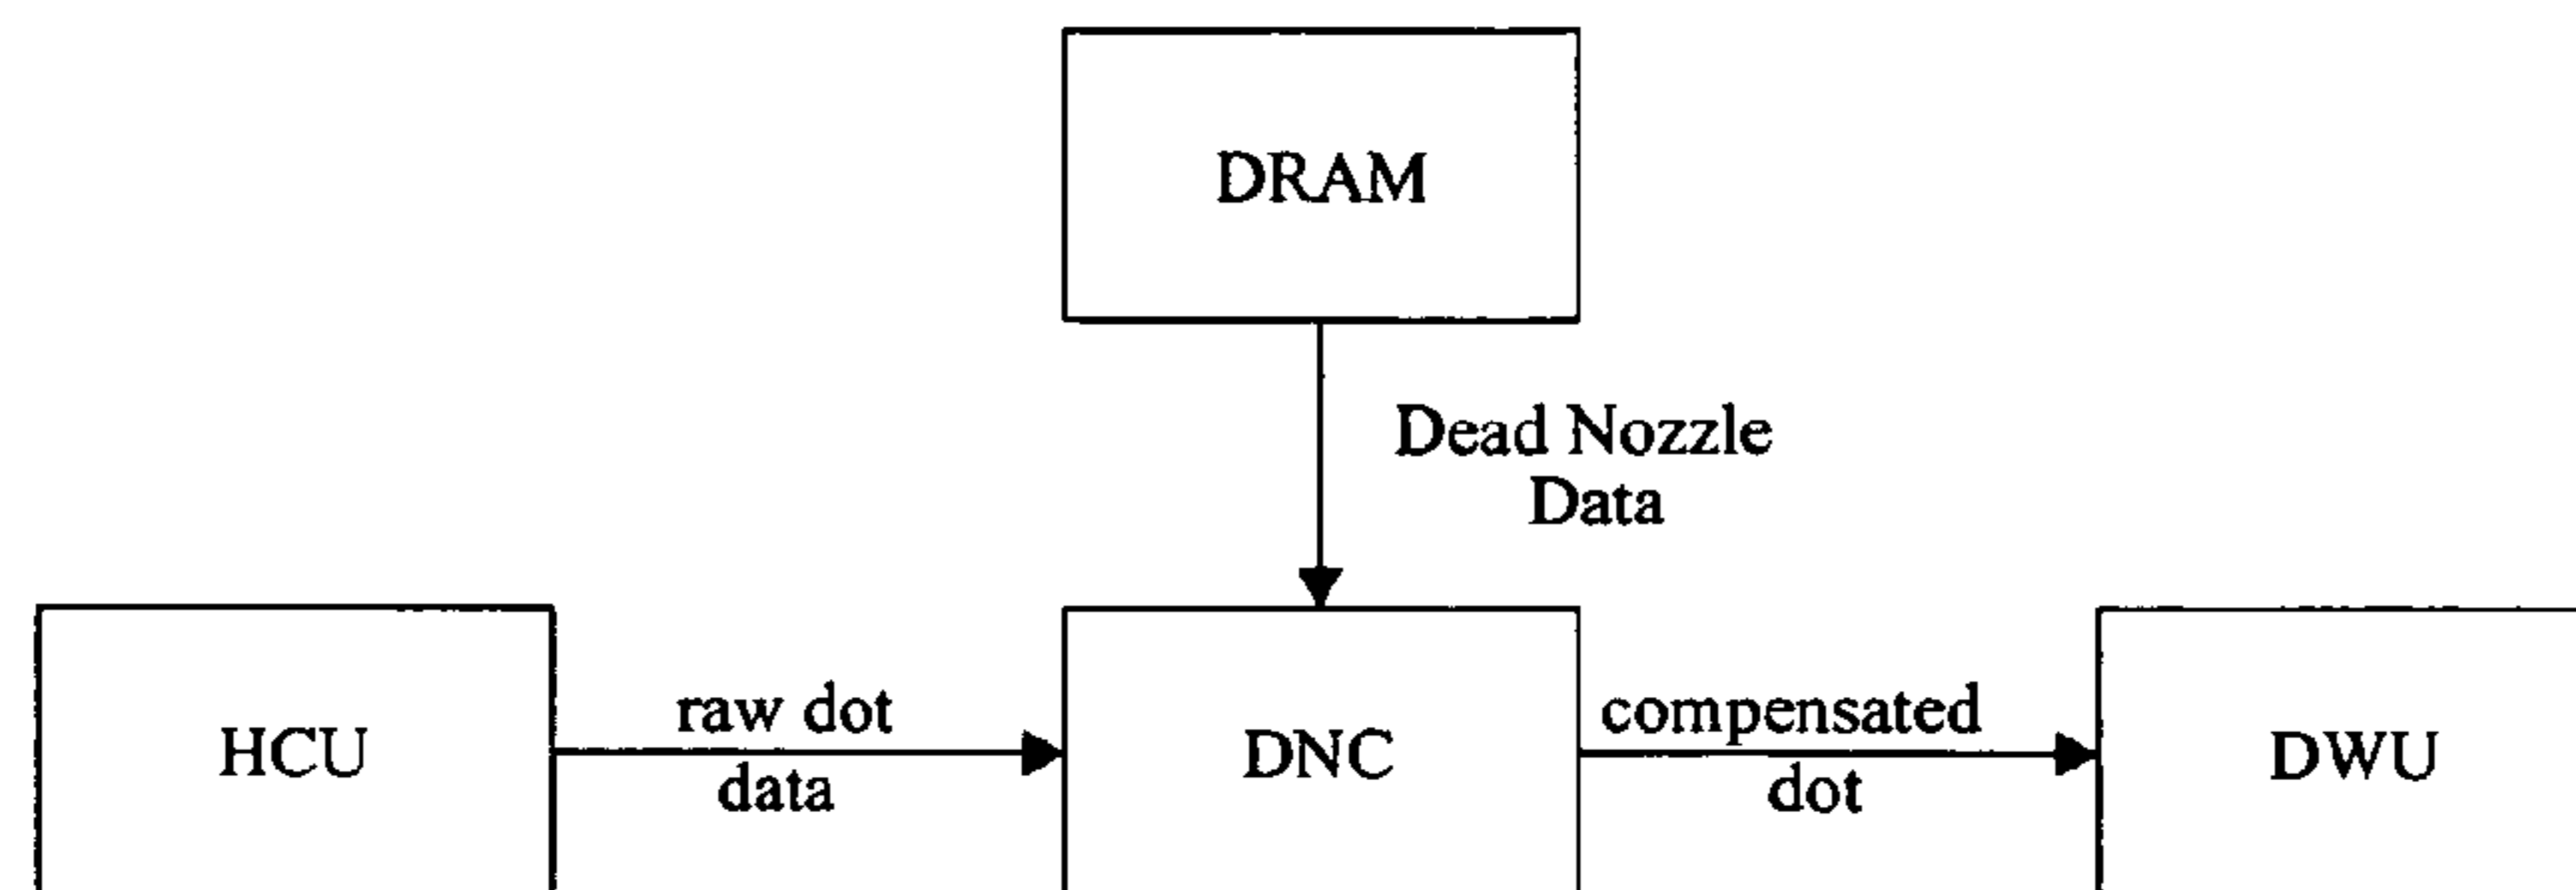 DRAM
Dead Nozzle
Data
HCU
raw dot
data
DNC
compensated
dot
DWU